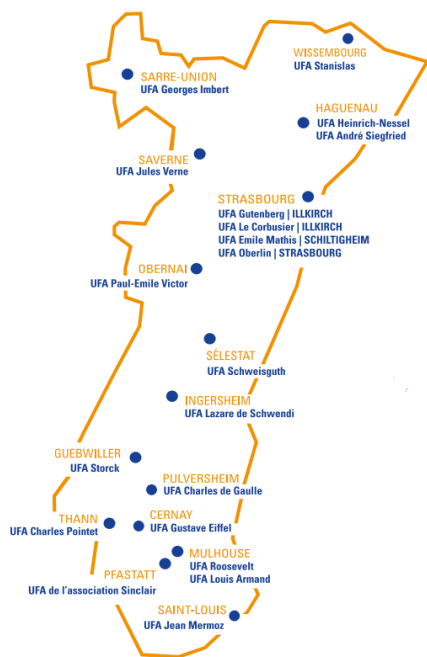 WISSEMBOURG
UFA Stanislas
SARRE-UNION
UFA Georges Imbert
HAGUENAU
UFA Heinrich-Nessel
UFA André Siegfried
SAVERNE
UFA Jules Verne
STRASBOURG
UFA Gutenberg | ILLKIRCH
UFA Le Corbusier | ILLKIRCH
UFA Emile Mathis | SCHILTIGHEIM
UFA Oberlin | STRASBOURG
OBERNAI
UFA Paul-Emile Victor
SÉLESTAT
UFA Schweisguth
INGERSHEIM
UFA Lazare de Schwendi
GUEBWILLER
UFA Storck
PULVERSHEIM
UFA Charles de Gaulle
THANN
UFA Charles Pointet
CERNAY
UFA Gustave Eiffel
MULHOUSE
UFA Roosevelt
UFA Louis Armand
PFASTATT
UFA de l'association Sinclair
SAINT-LOUIS
UFA Jean Mermoz